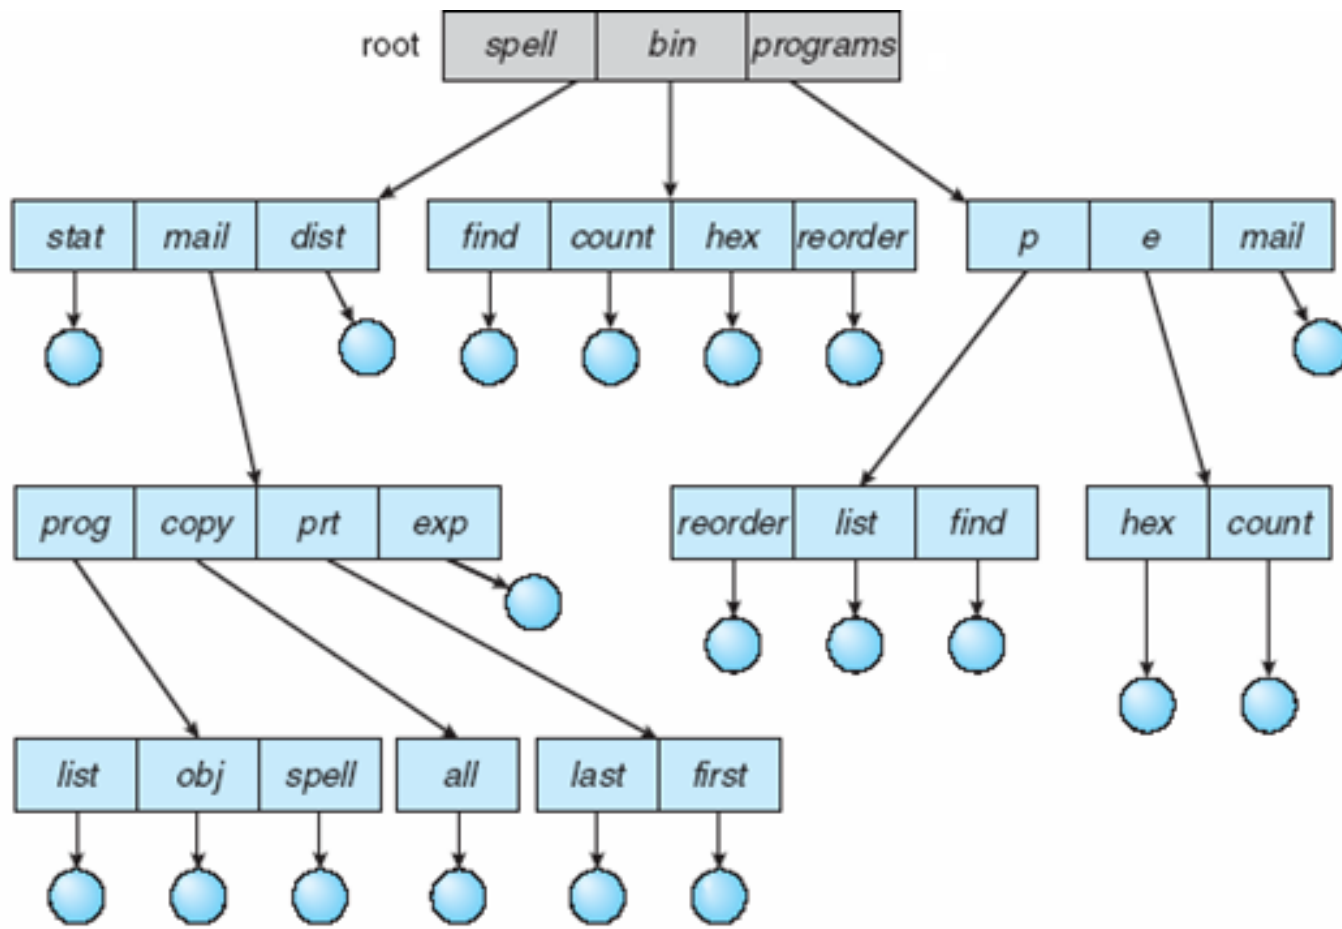 root spell bin programs
stat mail dist find count hex reorder p e mail
prog copy prt exp reorder list find hex count
list obj spell all last first